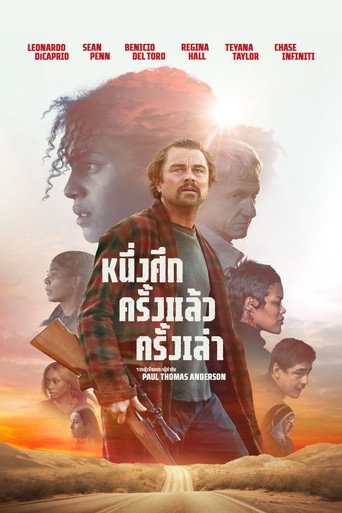 LEONARDO DiCAPRIO
SEAN PENN
BENICIO DEL TORO
REGINA HALL
TEYANA TAYLOR
CHASE INFINITI
หนึ่งศึก
ครั้งแล้ว
ครั้งเล่า
PAUL THOMAS ANDERSON